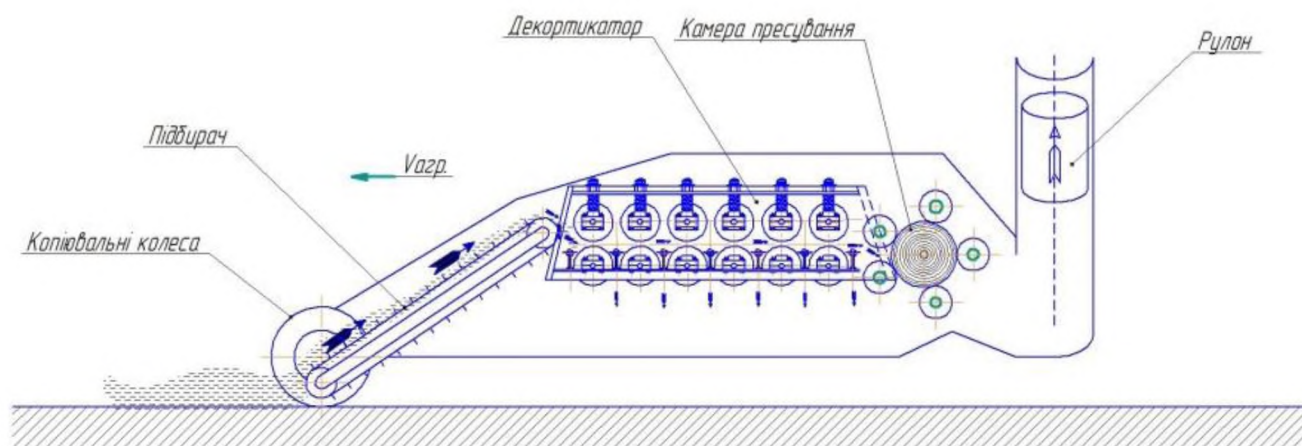 Декортикатор
Камера пресування
Рулон
Підбирач
Vагр.
Копіювальні колеса